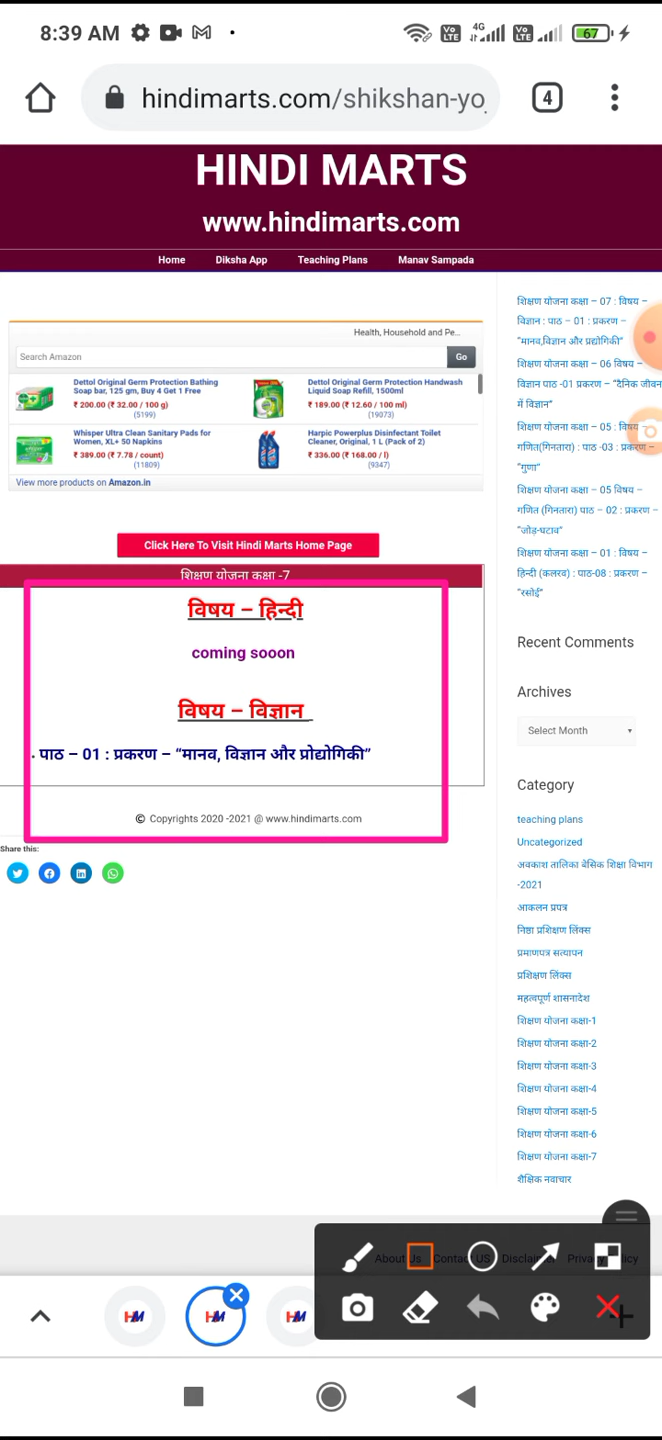 8:39 AM
4G
67
hindimarts.com/shikshan-yo
4
HINDI MARTS
www.hindimarts.com
Home Diksha App Teaching Plans Manav Sampada
Health, Household and Pe...
Search Amazon Go
Dettol Original Germ Protection Bathing
Soap bar, 125 gm, Buy 4 Get 1 Free
₹ 200.00 (₹ 32.00 / 100 g)
(5199)
Dettol Original Germ Protection Handwash
Liquid Soap Refill, 1500ml
₹ 189.00 (₹ 12.60 / 100 ml)
(19073)
Whisper Ultra Clean Sanitary Pads for
Women, XL+ 50 Napkins
₹ 389.00 (₹ 7.78 / count)
(11809)
Harpic Powerplus Disinfectant Toilet
Cleaner, Original, 1 L (Pack of 2)
₹ 336.00 (₹ 168.00 / l)
(9347)
View more products on Amazon.in
Click Here To Visit Hindi Marts Home Page
शिक्षण योजना कक्षा -7
विषय – हिन्दी
coming sooon
विषय – विज्ञान
पाठ – 01 : प्रकरण – “मानव, विज्ञान और प्रोद्योगिकी”
© Copyrights 2020 -2021 @ www.hindimarts.com
Share this:
शिक्षण योजना कक्षा – 07 : विषय –
विज्ञान : पाठ – 01 : प्रकरण –
“मानव,विज्ञान और प्रद्योगिकी”
शिक्षण योजना कक्षा – 06 विषय –
विज्ञान पाठ -01 प्रकरण – “दैनिक जीवन
में विज्ञान”
शिक्षण योजना कक्षा – 05 : विषय –
गणित(गिनतारा) : पाठ -03 : प्रकरण –
“गुणा”
शिक्षण योजना कक्षा – 05 विषय –
गणित (गिनतारा) पाठ – 02 : प्रकरण –
“जोड़-घटाव”
शिक्षण योजना कक्षा – 01 : विषय –
हिन्दी (कलरव) : पाठ-08 : प्रकरण –
“रसोई”
Recent Comments
Archives
Select Month
Category
teaching plans
Uncategorized
अवकाश तालिका बेसिक शिक्षा विभाग
-2021
आकलन प्रपत्र
निष्ठा प्रशिक्षण लिंक्स
प्रमाणपत्र सत्यापन
प्रशिक्षण लिंक्स
महत्वपूर्ण शासनादेश
शिक्षण योजना कक्षा-1
शिक्षण योजना कक्षा-2
शिक्षण योजना कक्षा-3
शिक्षण योजना कक्षा-4
शिक्षण योजना कक्षा-5
शिक्षण योजना कक्षा-6
शिक्षण योजना कक्षा-7
शैक्षिक नवाचार
About Us Contact US Disclaimer
HM HM HM